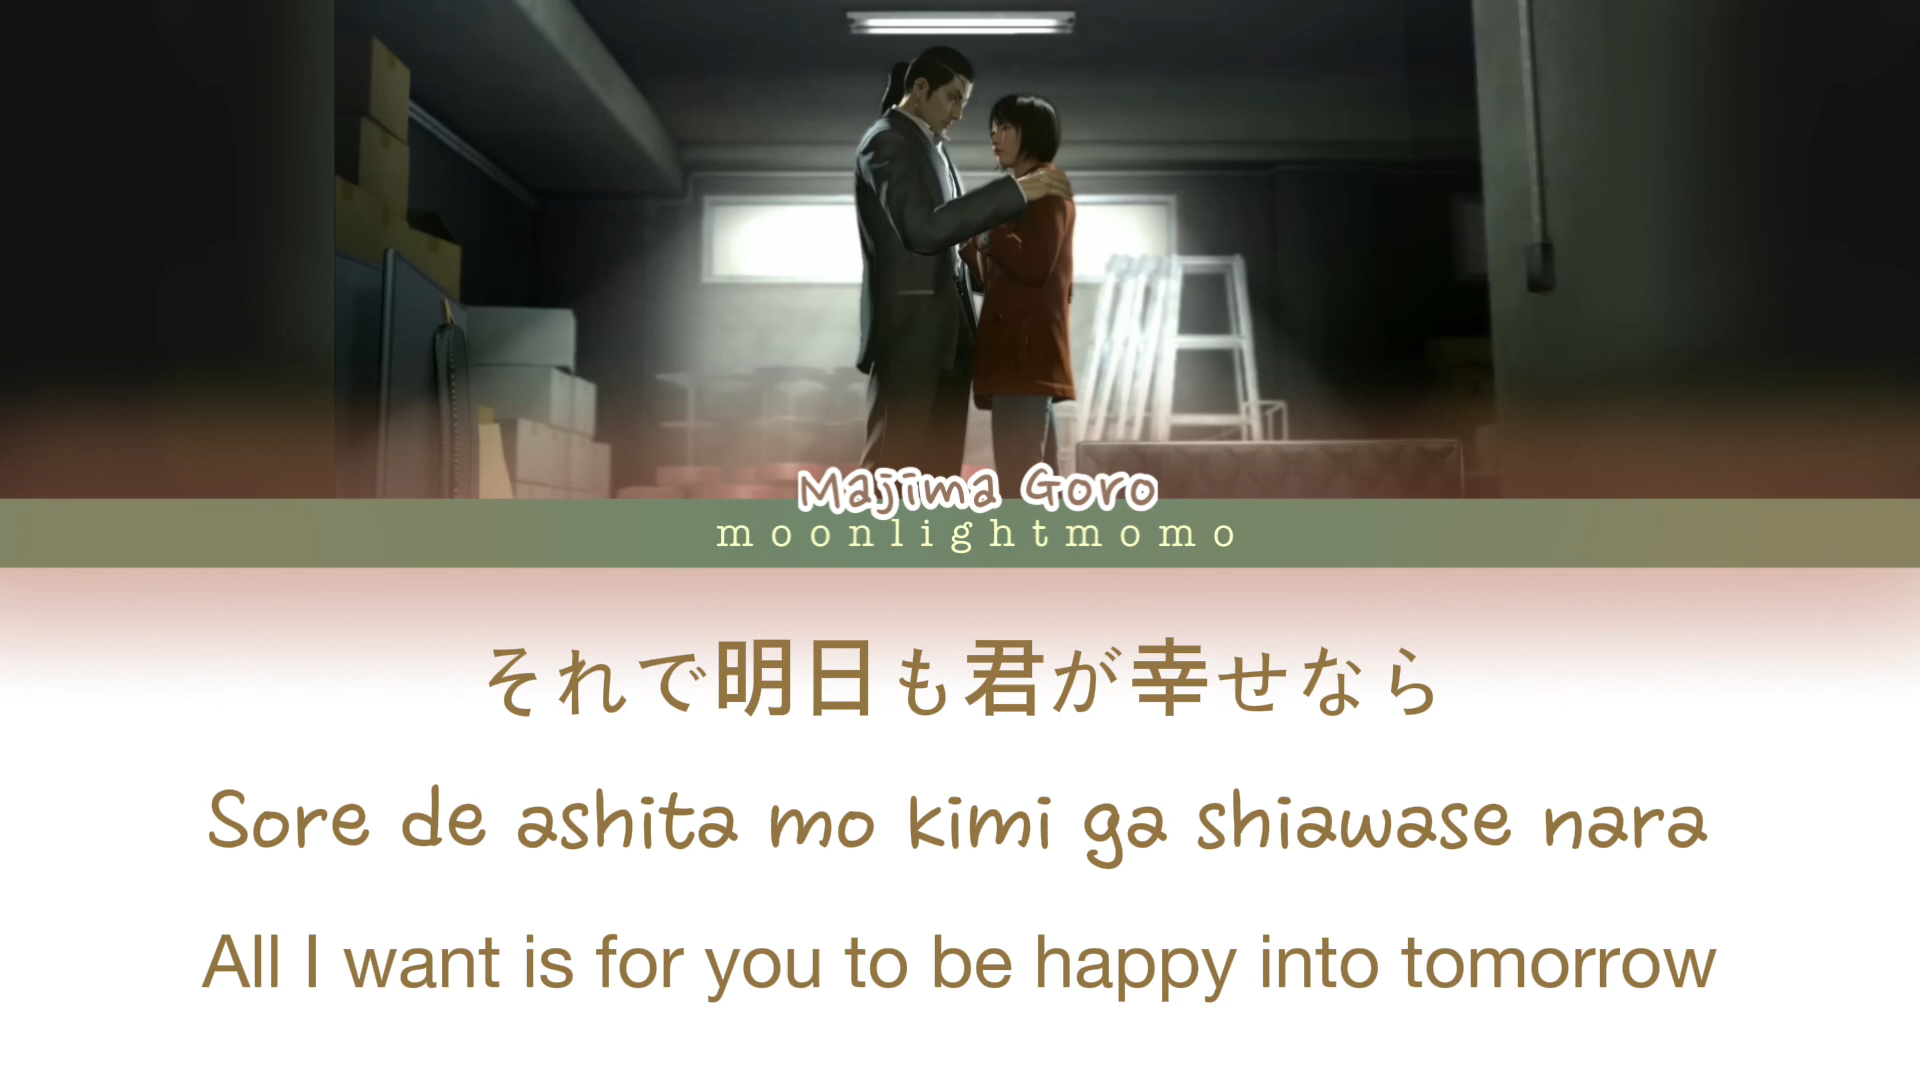 Majima Goro
moonlightmomo
それで明日も君が幸せなら
Sore de ashita mo kimi ga shiawase nara
All I want is for you to be happy into tomorrow